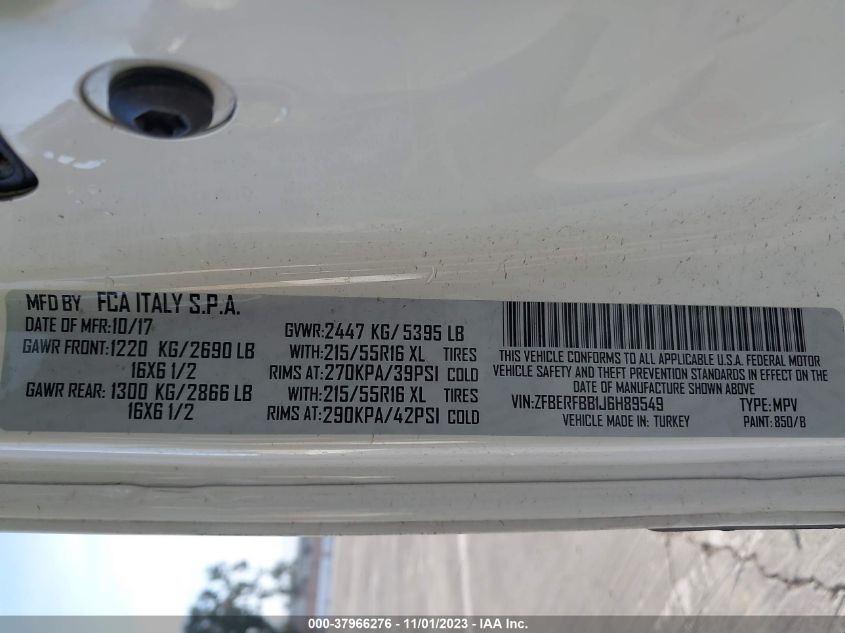 MFD BY FCA ITALY S.P.A.
DATE OF MFR:10/17
GAWR FRONT:1220 KG/2690 LB
16X6 1/2
GAWR REAR: 1300 KG/2866 LB
16X6 1/2
GVWR:2447 KG/5395 LB
WITH:215/55R16 XL TIRES
RIMS AT:270KPA/39PSI COLD
WITH:215/55R16 XL TIRES
RIMS AT:290KPA/42PSI COLD
THIS VEHICLE CONFORMS TO ALL APPLICABLE U.S.A. FEDERAL MOTOR
VEHICLE SAFETY AND THEFT PREVENTION STANDARDS IN EFFECT ON THE
DATE OF MANUFACTURE SHOWN ABOVE
VIN:ZFBERFBB1J6H89549 TYPE:MPV
VEHICLE MADE IN: TURKEY PAINT: 850/B
000-37966276 - 11/01/2023 - IAA Inc.